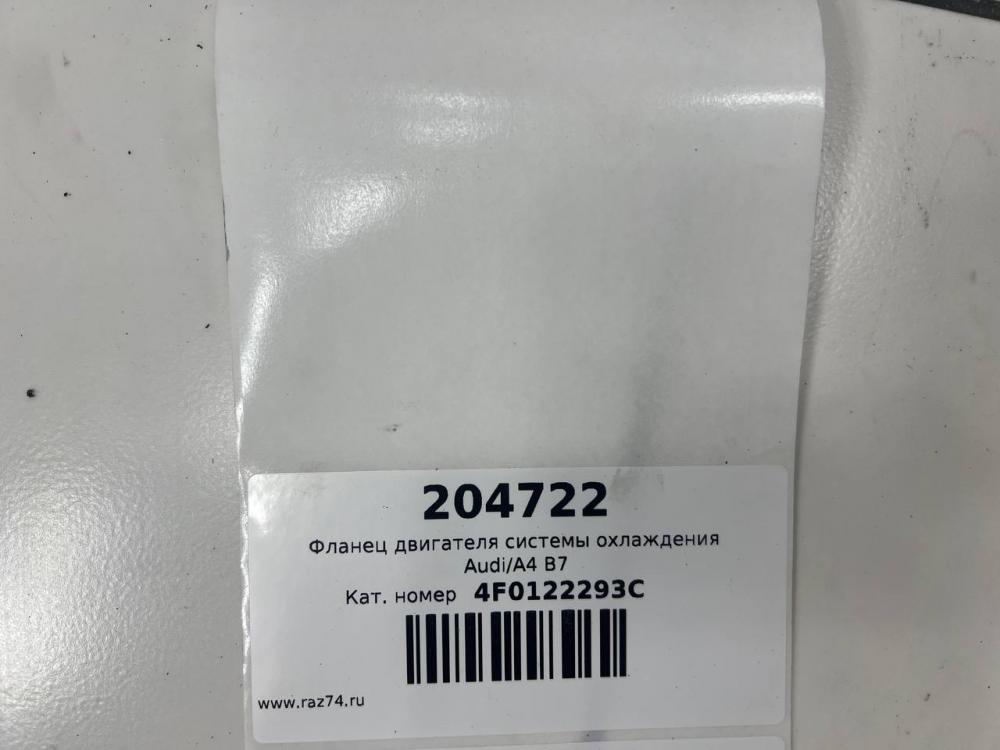 204722
Фланец двигателя системы охлаждения
Audi/A4 B7
Кат. номер 4F0122293C
www.raz74.ru